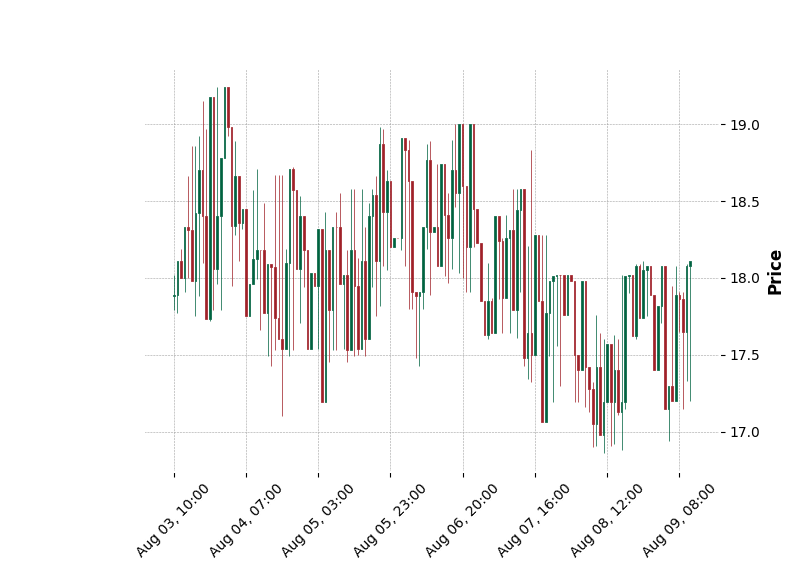 19.0
18.5
18.0
17.5
17.0
Price
Aug 03, 10:00
Aug 04, 07:00
Aug 05, 03:00
Aug 05, 23:00
Aug 06, 20:00
Aug 07, 16:00
Aug 08, 12:00
Aug 09, 08:00